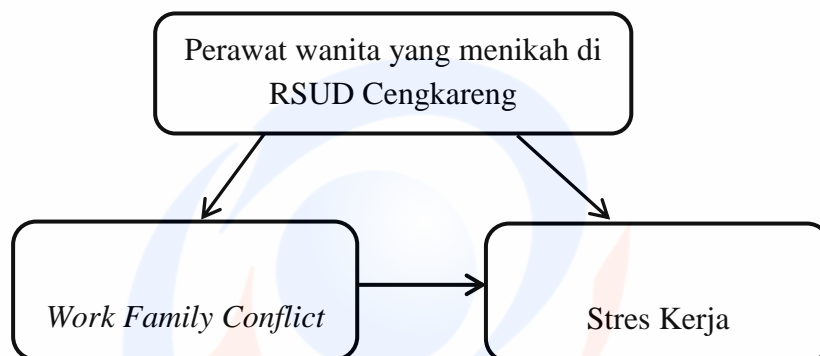 Perawat wanita yang menikah di
RSUD Cengkareng
Work Family Conflict
Stres Kerja